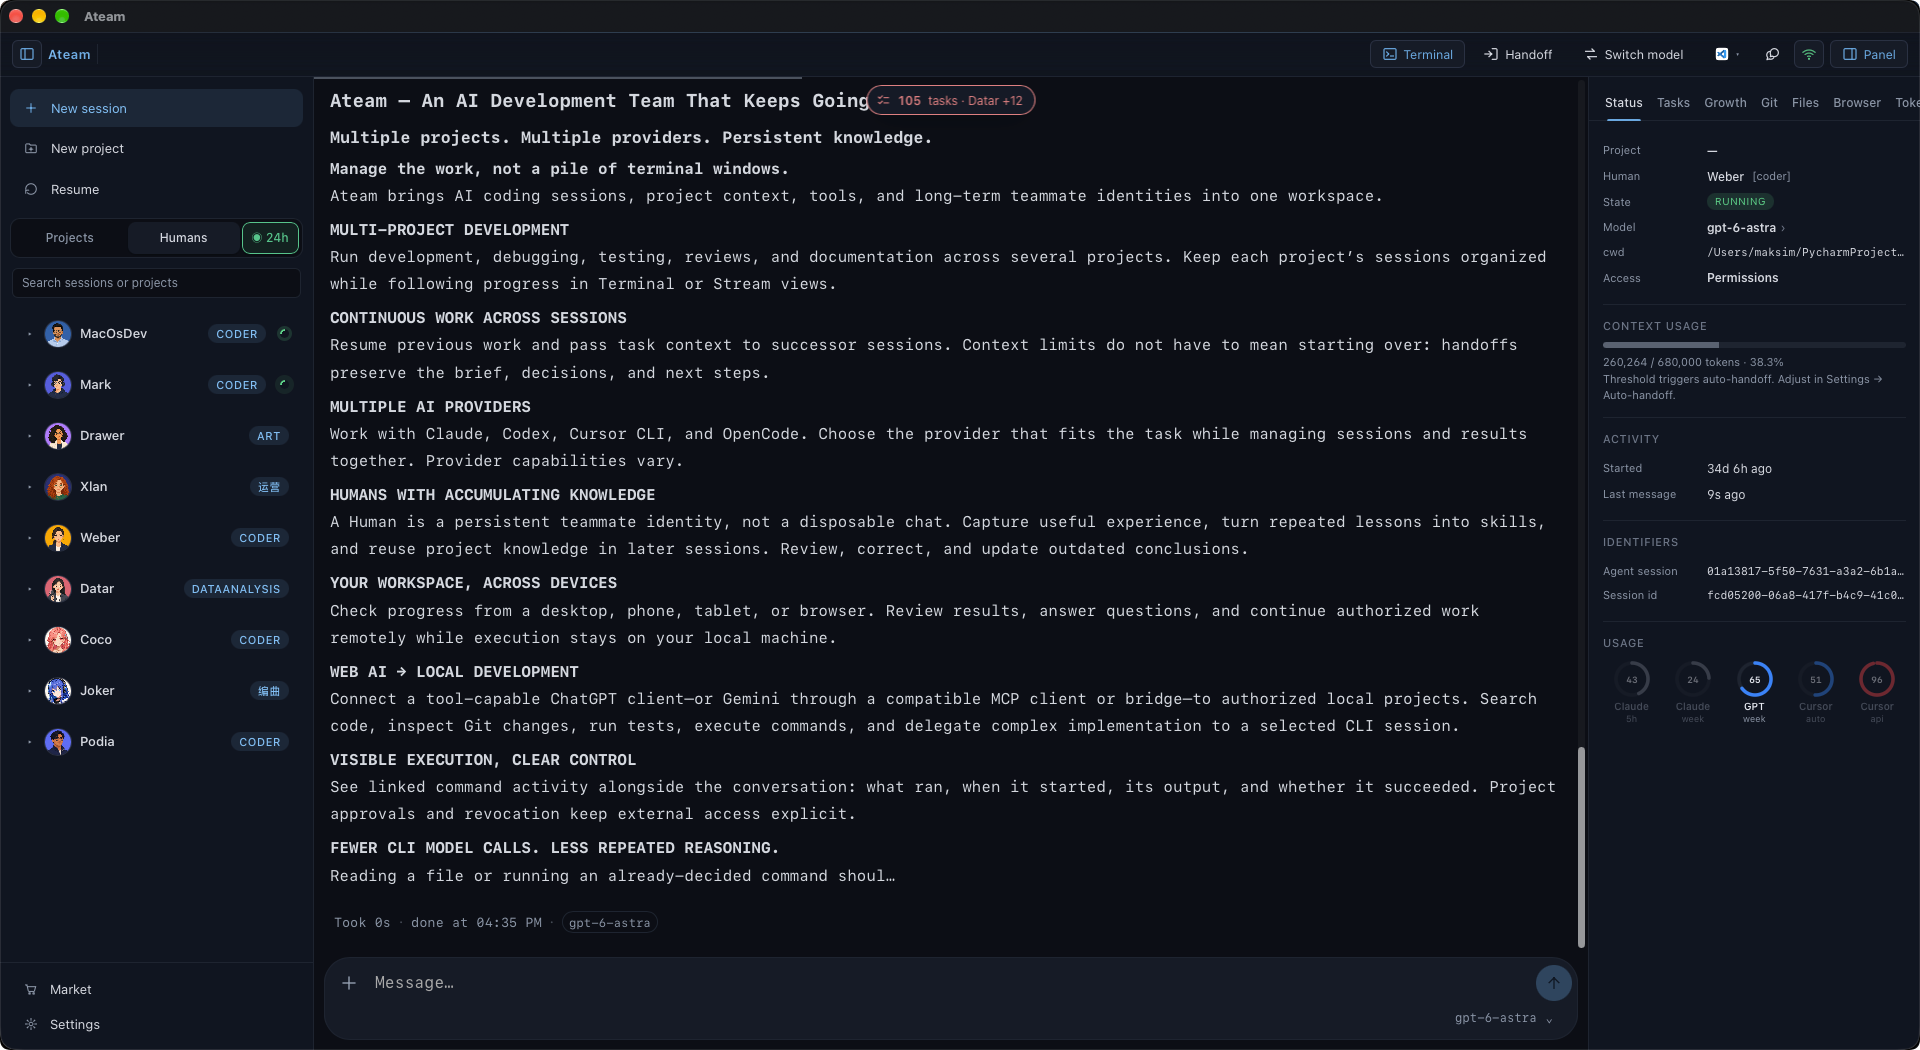 Ateam
Ateam
Terminal
Handoff
Switch model
Panel
New session
New project
Resume
Projects
Humans
24h
Search sessions or projects
MacOsDev
CODER
Mark
CODER
Drawer
ART
Xlan
运营
Weber
CODER
Datar
DATAANALYSIS
Coco
CODER
Joker
编曲
Podia
CODER
Market
Settings
Ateam — An AI Development Team That Keeps Going
105 tasks · Datar +12
Multiple projects. Multiple providers. Persistent knowledge.
Manage the work, not a pile of terminal windows.
Ateam brings AI coding sessions, project context, tools, and long-term teammate identities into one workspace.
MULTI-PROJECT DEVELOPMENT
Run development, debugging, testing, reviews, and documentation across several projects. Keep each project’s sessions organized
while following progress in Terminal or Stream views.
CONTINUOUS WORK ACROSS SESSIONS
Resume previous work and pass task context to successor sessions. Context limits do not have to mean starting over: handoffs
preserve the brief, decisions, and next steps.
MULTIPLE AI PROVIDERS
Work with Claude, Codex, Cursor CLI, and OpenCode. Choose the provider that fits the task while managing sessions and results
together. Provider capabilities vary.
HUMANS WITH ACCUMULATING KNOWLEDGE
A Human is a persistent teammate identity, not a disposable chat. Capture useful experience, turn repeated lessons into skills,
and reuse project knowledge in later sessions. Review, correct, and update outdated conclusions.
YOUR WORKSPACE, ACROSS DEVICES
Check progress from a desktop, phone, tablet, or browser. Review results, answer questions, and continue authorized work
remotely while execution stays on your local machine.
WEB AI → LOCAL DEVELOPMENT
Connect a tool-capable ChatGPT client—or Gemini through a compatible MCP client or bridge—to authorized local projects. Search
code, inspect Git changes, run tests, execute commands, and delegate complex implementation to a selected CLI session.
VISIBLE EXECUTION, CLEAR CONTROL
See linked command activity alongside the conversation: what ran, when it started, its output, and whether it succeeded. Project
approvals and revocation keep external access explicit.
FEWER CLI MODEL CALLS. LESS REPEATED REASONING.
Reading a file or running an already-decided command shoul…
Took 0s · done at 04:35 PM · gpt-6-astra
Message…
gpt-6-astra
Status Tasks Growth Git Files Browser Toke
Project —
Human Weber [coder]
State RUNNING
Model gpt-6-astra ›
cwd /Users/maksim/PycharmProject…
Access Permissions
CONTEXT USAGE
260,264 / 680,000 tokens · 38.3%
Threshold triggers auto-handoff. Adjust in Settings →
Auto-handoff.
ACTIVITY
Started 34d 6h ago
Last message 9s ago
IDENTIFIERS
Agent session 01a13817-5f50-7631-a3a2-6b1a…
Session id fcd05200-06a8-417f-b4c9-41c0…
USAGE
43 24 65 51 96
Claude Claude GPT Cursor Cursor
5h week week auto api